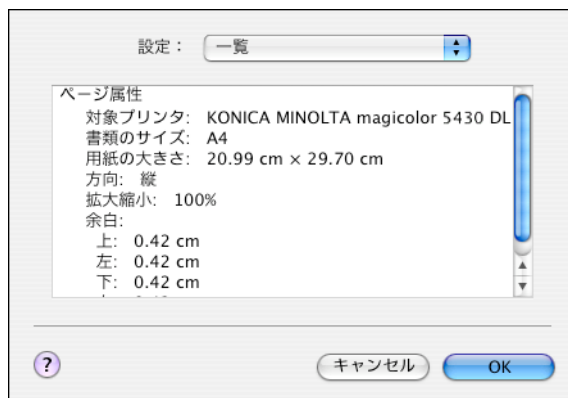 設定： 一覧
ページ属性
対象プリンタ: KONICA MINOLTA magicolor 5430 DL
書類のサイズ: A4
用紙の大きさ: 20.99 cm × 29.70 cm
方向: 縦
拡大縮小: 100%
余白:
上: 0.42 cm
左: 0.42 cm
下: 0.42 cm
? キャンセル OK